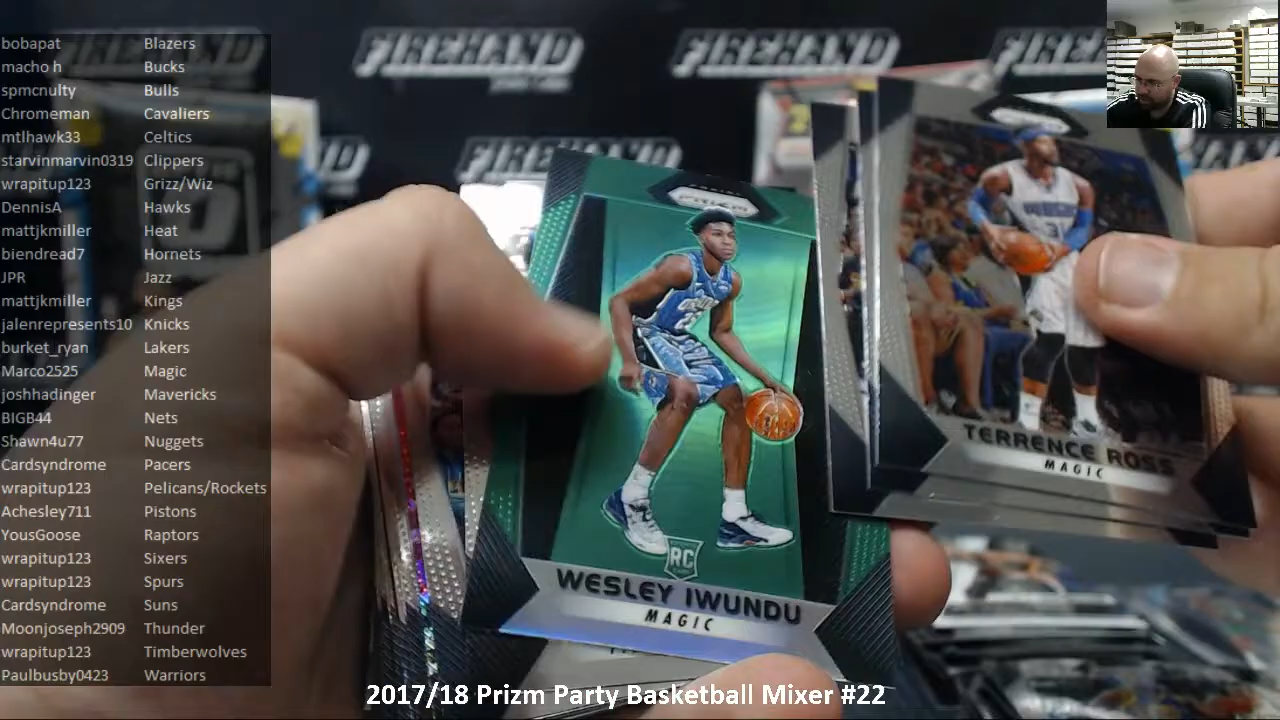 bobapat Blazers
macho h Bucks
spmcnulty Bulls
Chromeman Cavaliers
mtlhawk33 Celtics
starvinmarvin0319 Clippers
wrapitup123 Grizz/Wiz
DennisA Hawks
mattjkmiller Heat
biendread7 Hornets
JPR Jazz
mattjkmiller Kings
jalenrepresents10 Knicks
burket_ryan Lakers
Marco2525 Magic
joshhadinger Mavericks
BIGB44 Nets
Shawn4u77 Nuggets
Cardsyndrome Pacers
wrapitup123 Pelicans/Rockets
Achesley711 Pistons
YousGoose Raptors
wrapitup123 Sixers
wrapitup123 Spurs
Cardsyndrome Suns
Moonjoseph2909 Thunder
wrapitup123 Timberwolves
Paulbusby0423 Warriors
FIREHAND
FIREHAND
FIREHAND
FIREHAND
PRIZM
RC
WESLEY IWUNDU
MAGIC
TERRENCE ROSS
MAGIC
2017/18 Prizm Party Basketball Mixer #22